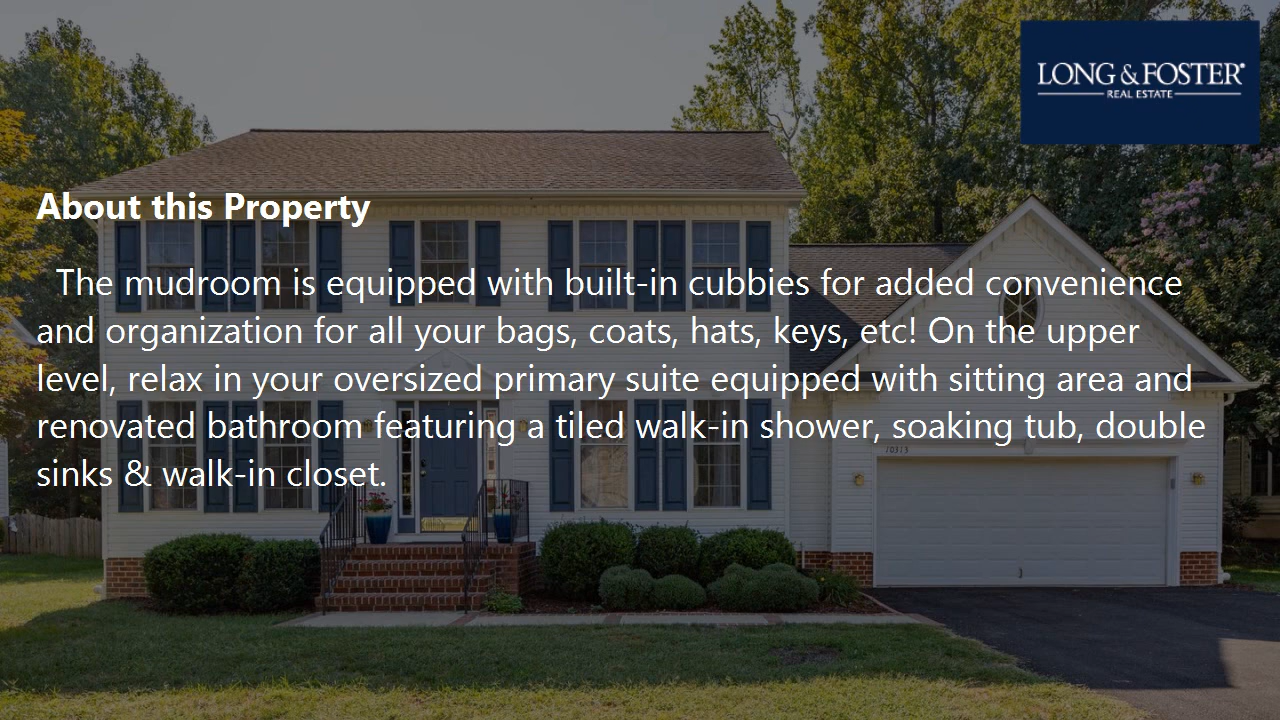 LONG & FOSTER®
REAL ESTATE
About this Property
The mudroom is equipped with built-in cubbies for added convenience
and organization for all your bags, coats, hats, keys, etc! On the upper
level, relax in your oversized primary suite equipped with sitting area and
renovated bathroom featuring a tiled walk-in shower, soaking tub, double
sinks & walk-in closet.
10313